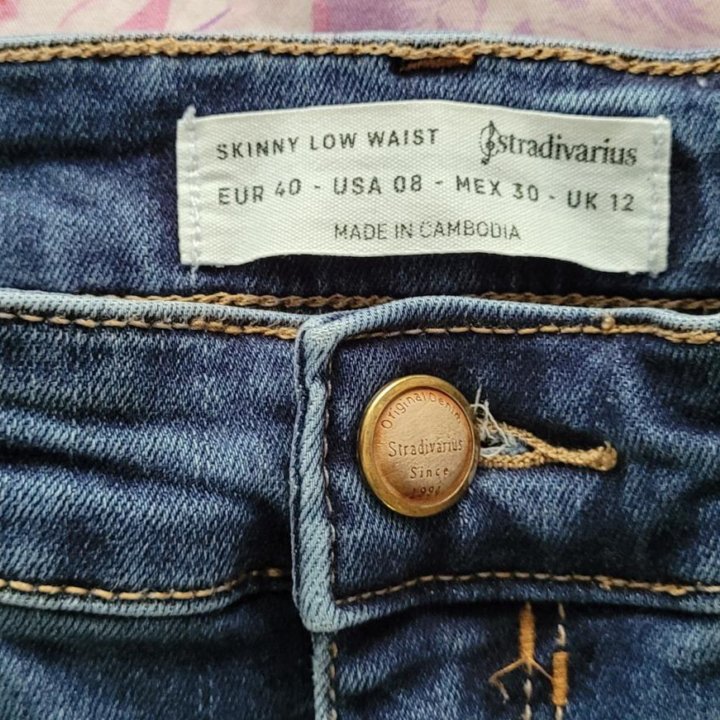 SKINNY LOW WAIST stradivarius
EUR 40 - USA 08 - MEX 30 - UK 12
MADE IN CAMBODIA
Original Denim
Stradivarius
Since
1994